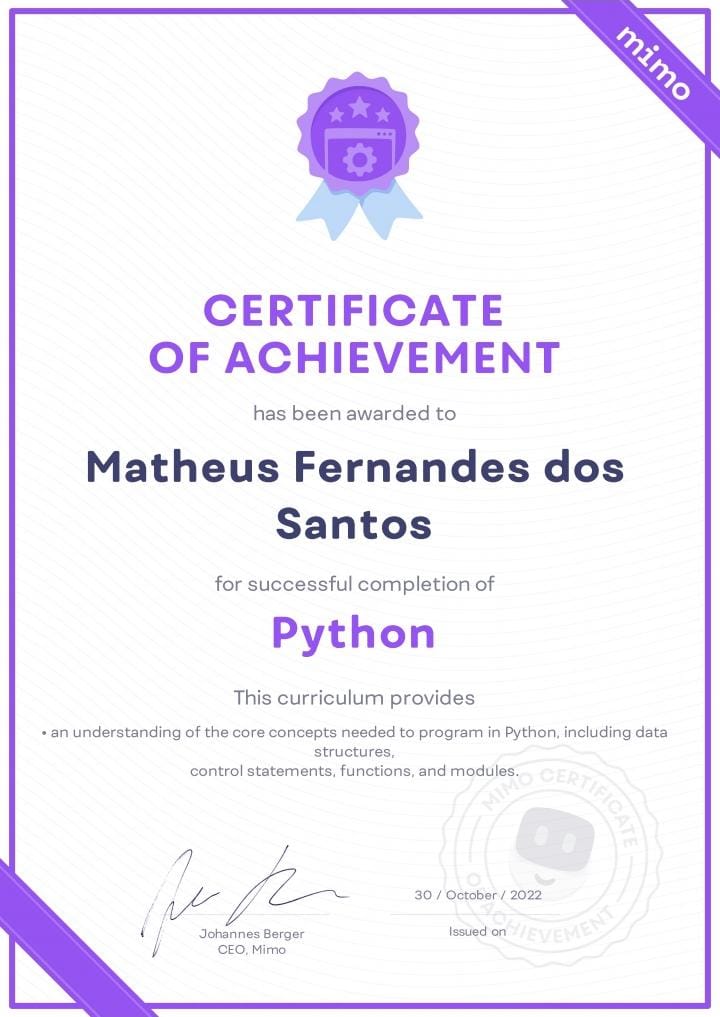 mimo
CERTIFICATE
OF ACHIEVEMENT
has been awarded to
Matheus Fernandes dos
Santos
for successful completion of
Python
This curriculum provides
• an understanding of the core concepts needed to program in Python, including data
structures,
control statements, functions, and modules.
MIMO CERTIFICATE
OF ACHIEVEMENT
30 / October / 2022
Issued on
Johannes Berger
CEO, Mimo